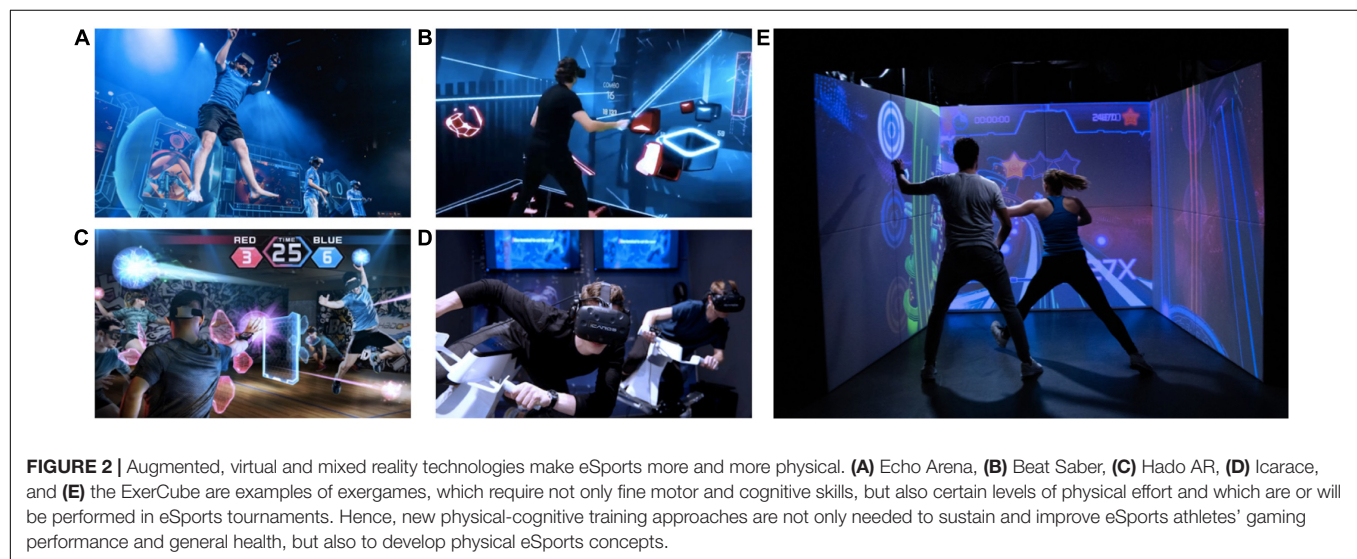 A
B
E
COMBO
16
C
RED
TIME
BLUE
3
25
6
D
ICAROS
7X
FIGURE 2 | Augmented, virtual and mixed reality technologies make eSports more and more physical. (A) Echo Arena, (B) Beat Saber, (C) Hado AR, (D) Icarace,
and (E) the ExerCube are examples of exergames, which require not only fine motor and cognitive skills, but also certain levels of physical effort and which are or will
be performed in eSports tournaments. Hence, new physical-cognitive training approaches are not only needed to sustain and improve eSports athletes' gaming
performance and general health, but also to develop physical eSports concepts.